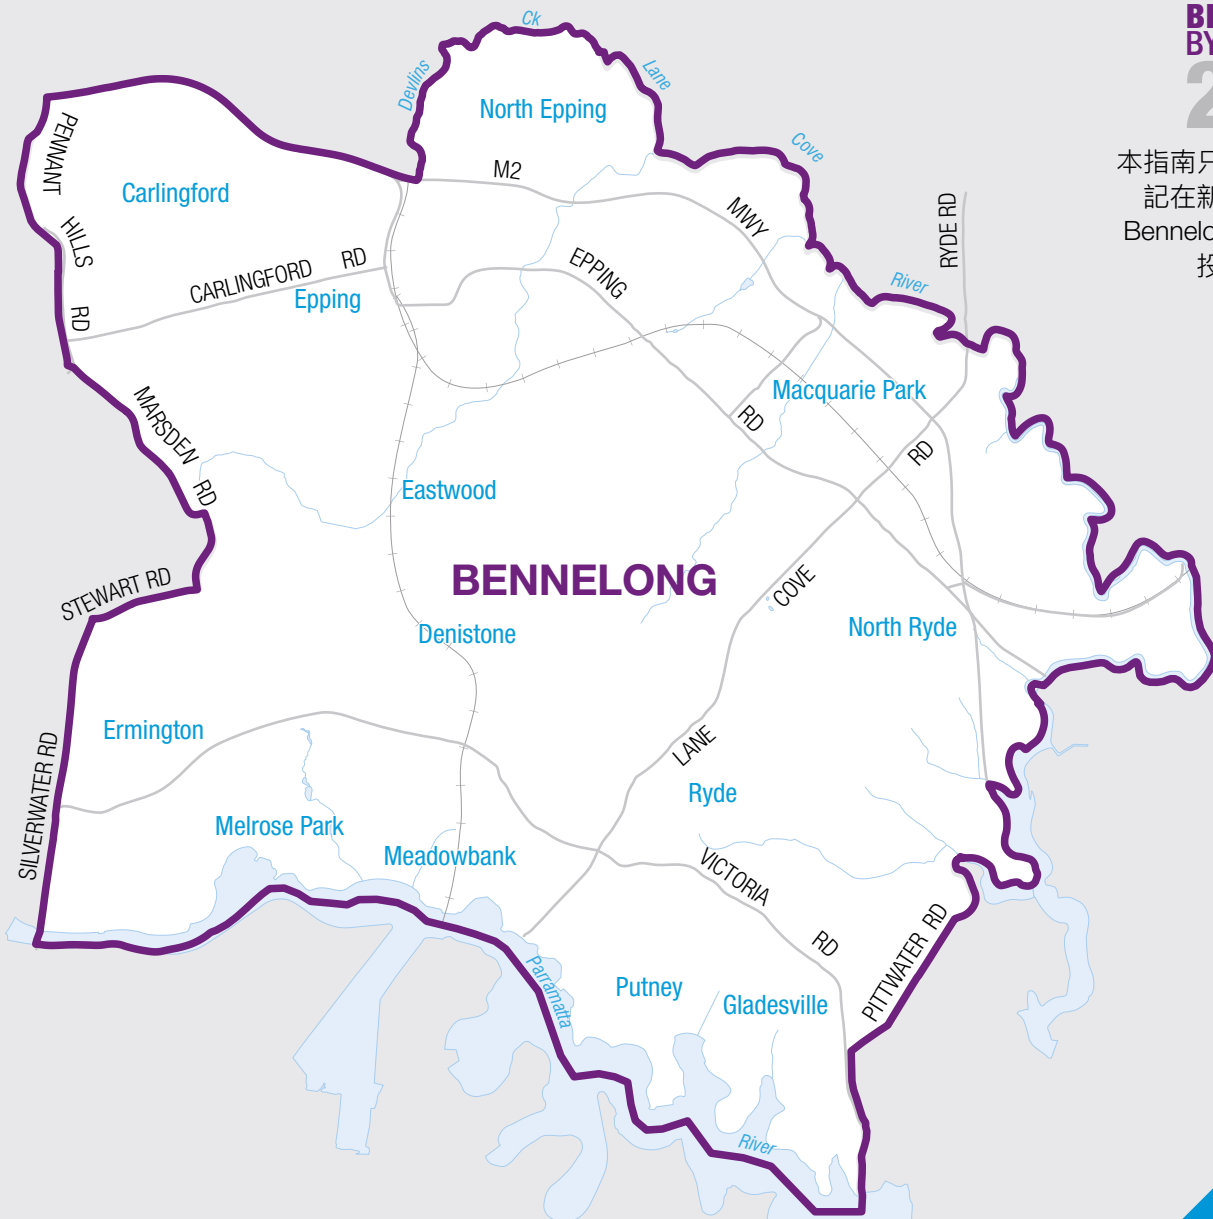 Ck
Devlins
Lane
North Epping
Cove
PENNANT
HILLS
RD
Carlingford
M2
MWY
RYDE RD
CARLINGFORD RD
Epping
EPPING
RD
River
Macquarie Park
MARSDEN RD
RD
Eastwood
BENNELONG
STEWART RD
COVE
Denistone
North Ryde
Ermington
LANE
SILVERWATER RD
Ryde
Melrose Park
Meadowbank
VICTORIA
RD
PITTWATER RD
Parramatta
Putney
Gladesville
River
BY
2
本指南只
記在新
Bennelo
投